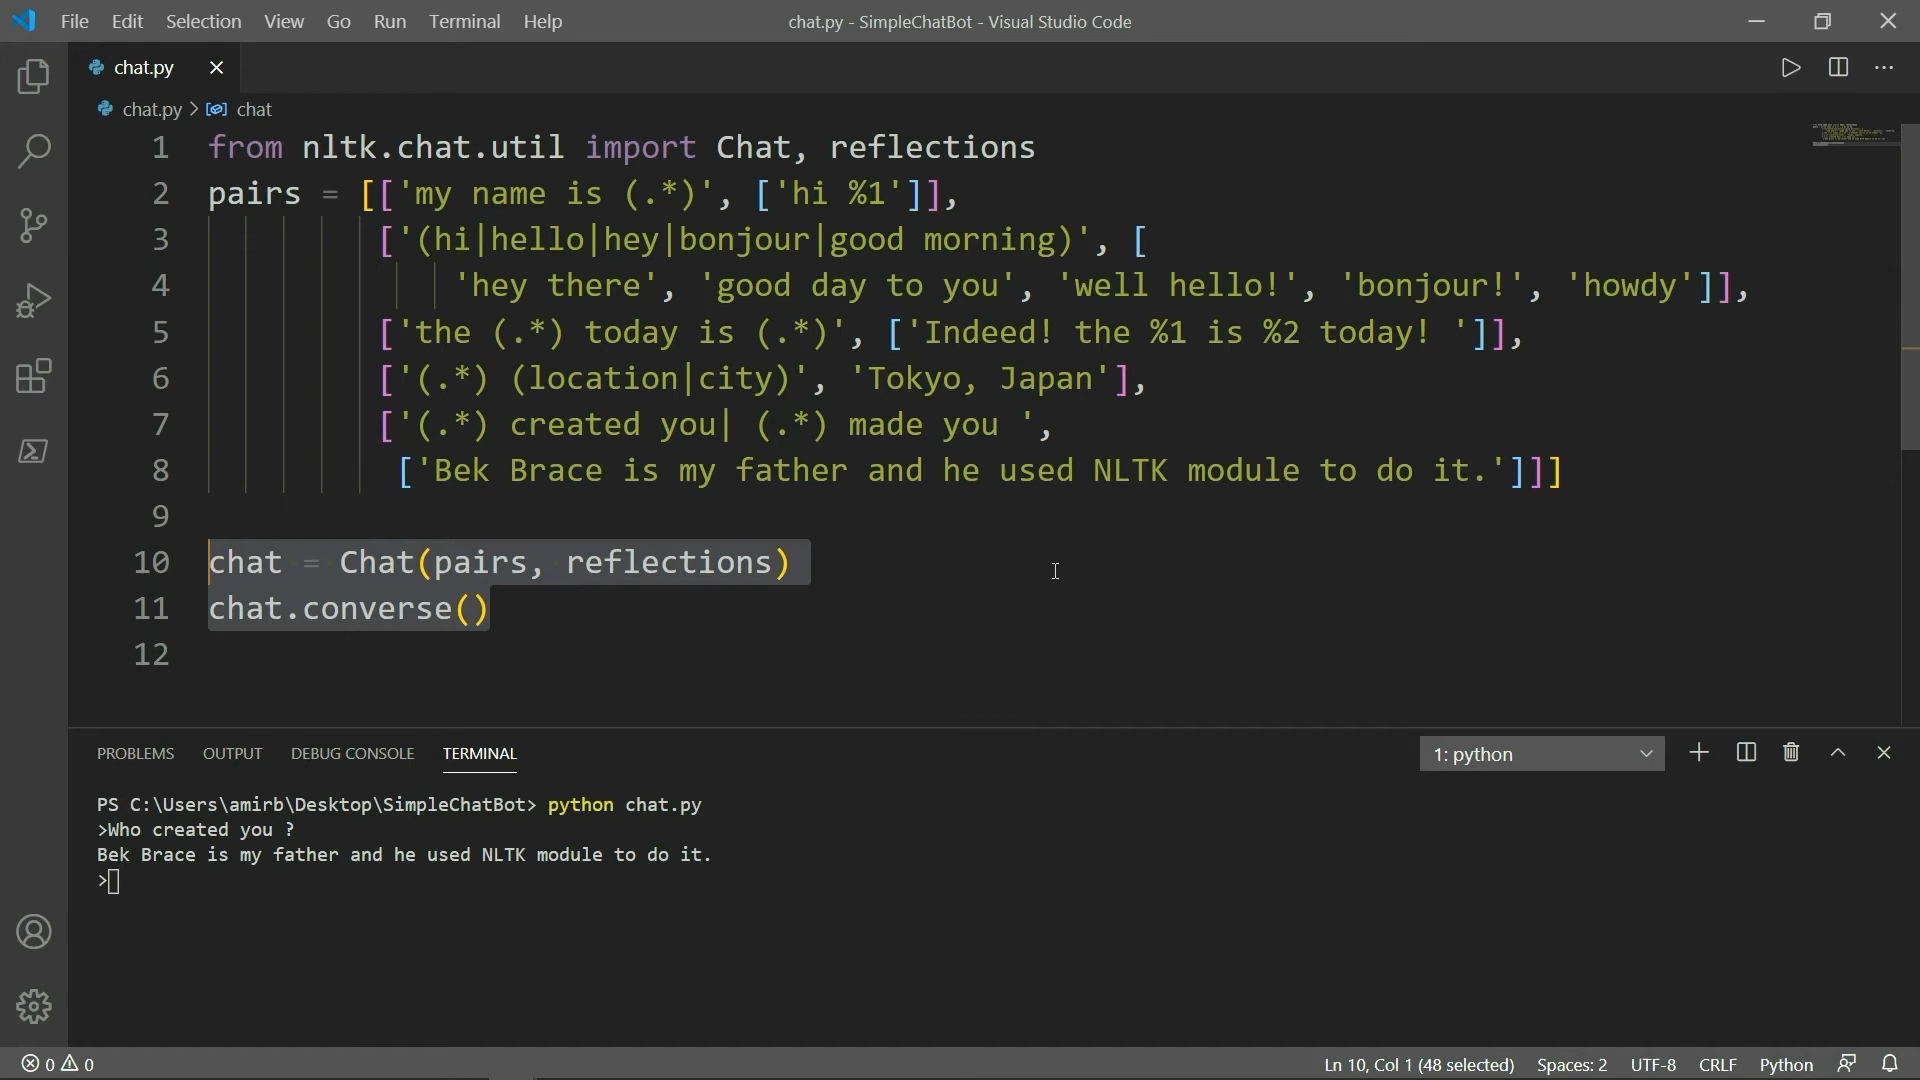 File Edit Selection View Go Run Terminal Help chat.py - SimpleChatBot - Visual Studio Code
chat.py
chat.py > chat
1 from nltk.chat.util import Chat, reflections
2 pairs = [['my name is (.*)', ['hi %1']],
3 ['(hi|hello|hey|bonjour|good morning)', [
4 'hey there', 'good day to you', 'well hello!', 'bonjour!', 'howdy']],
5 ['the (.*) today is (.*)', ['Indeed! the %1 is %2 today! ']],
6 ['(.*) (location|city)', 'Tokyo, Japan'],
7 ['(.*) created you| (.*) made you ',
8 ['Bek Brace is my father and he used NLTK module to do it.']]]
9
10 chat = Chat(pairs, reflections)
11 chat.converse()
12
PROBLEMS OUTPUT DEBUG CONSOLE TERMINAL 1: python
PS C:\Users\amirb\Desktop\SimpleChatBot> python chat.py
>Who created you ?
Bek Brace is my father and he used NLTK module to do it.
>
0 0 Ln 10, Col 1 (48 selected) Spaces: 2 UTF-8 CRLF Python